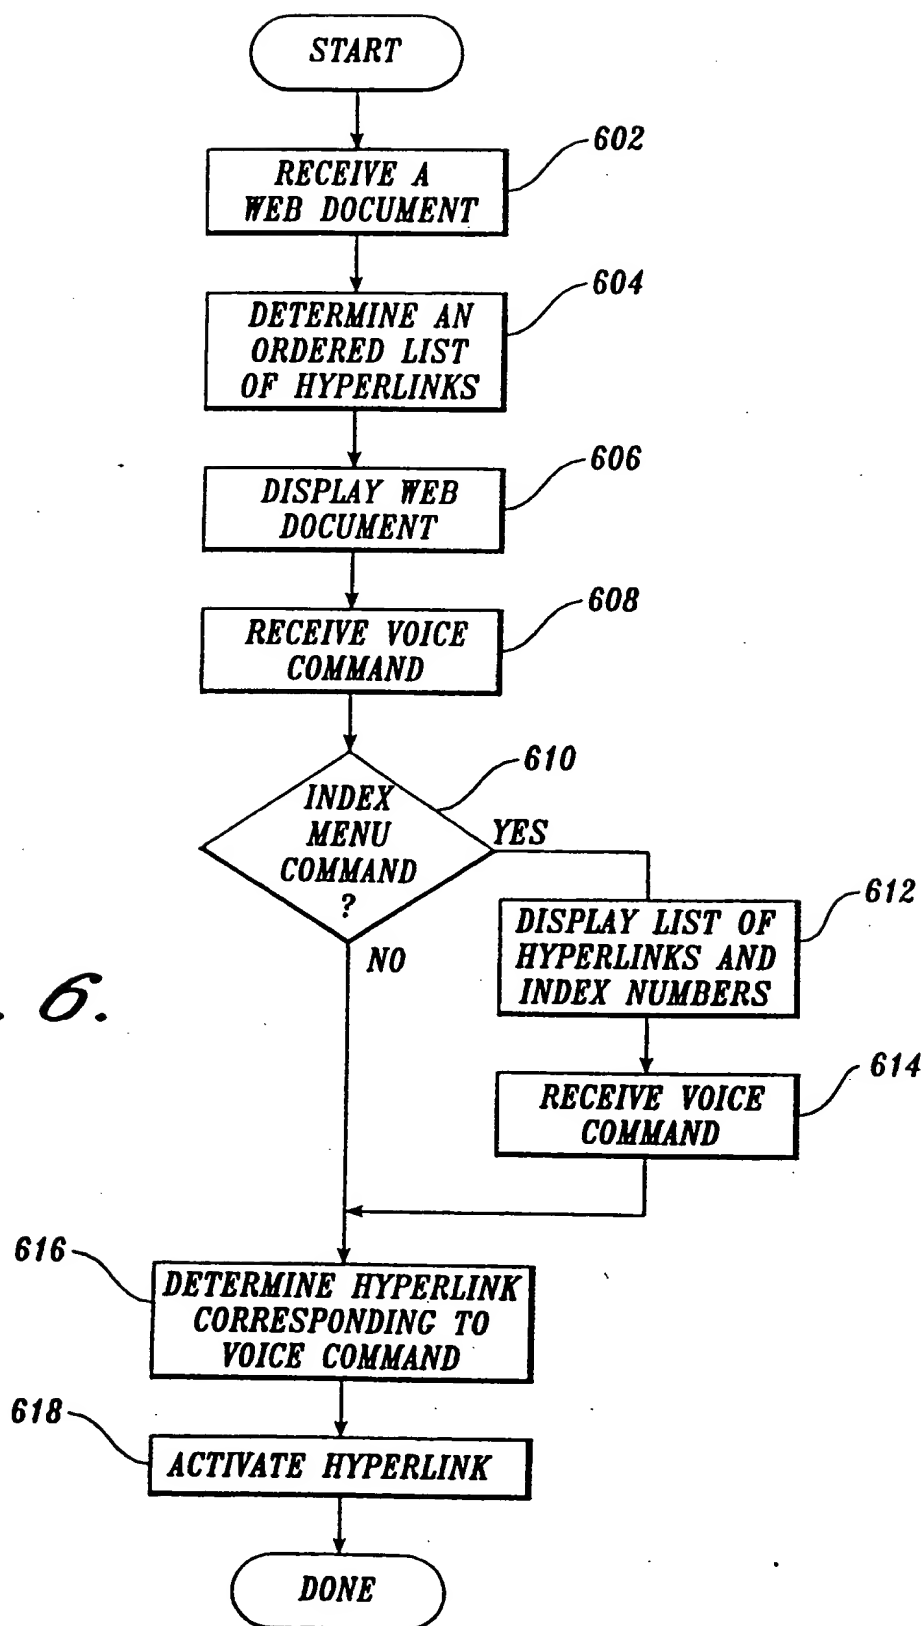 START
602
RECEIVE A
WEB DOCUMENT
604
DETERMINE AN
ORDERED LIST
OF HYPERLINKS
606
DISPLAY WEB
DOCUMENT
608
RECEIVE VOICE
COMMAND
610
INDEX
MENU
COMMAND
?
YES
NO
612
DISPLAY LIST OF
HYPERLINKS AND
INDEX NUMBERS
. 6.
614
RECEIVE VOICE
COMMAND
616
DETERMINE HYPERLINK
CORRESPONDING TO
VOICE COMMAND
618
ACTIVATE HYPERLINK
DONE